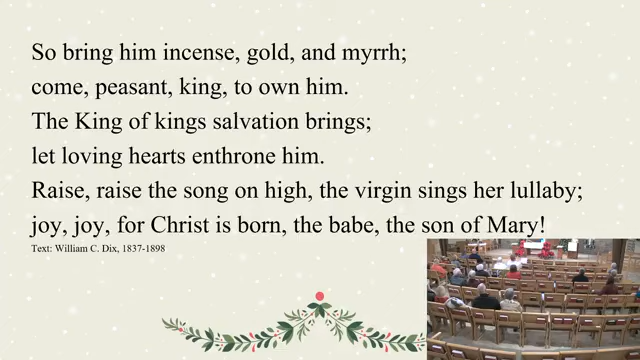 So bring him incense, gold, and myrrh;
come, peasant, king, to own him.
The King of kings salvation brings;
let loving hearts enthrone him.
Raise, raise the song on high, the virgin sings her lullaby;
joy, joy, for Christ is born, the babe, the son of Mary!
Text: William C. Dix, 1837-1898